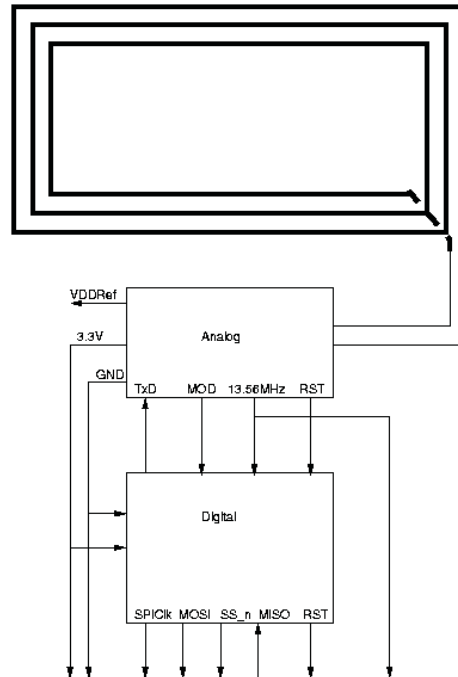 VDDRef
3.3V
Analog
GND
TxD MOD 13.56MHz RST
Digital
SPIClk MOSI SS_n MISO RST